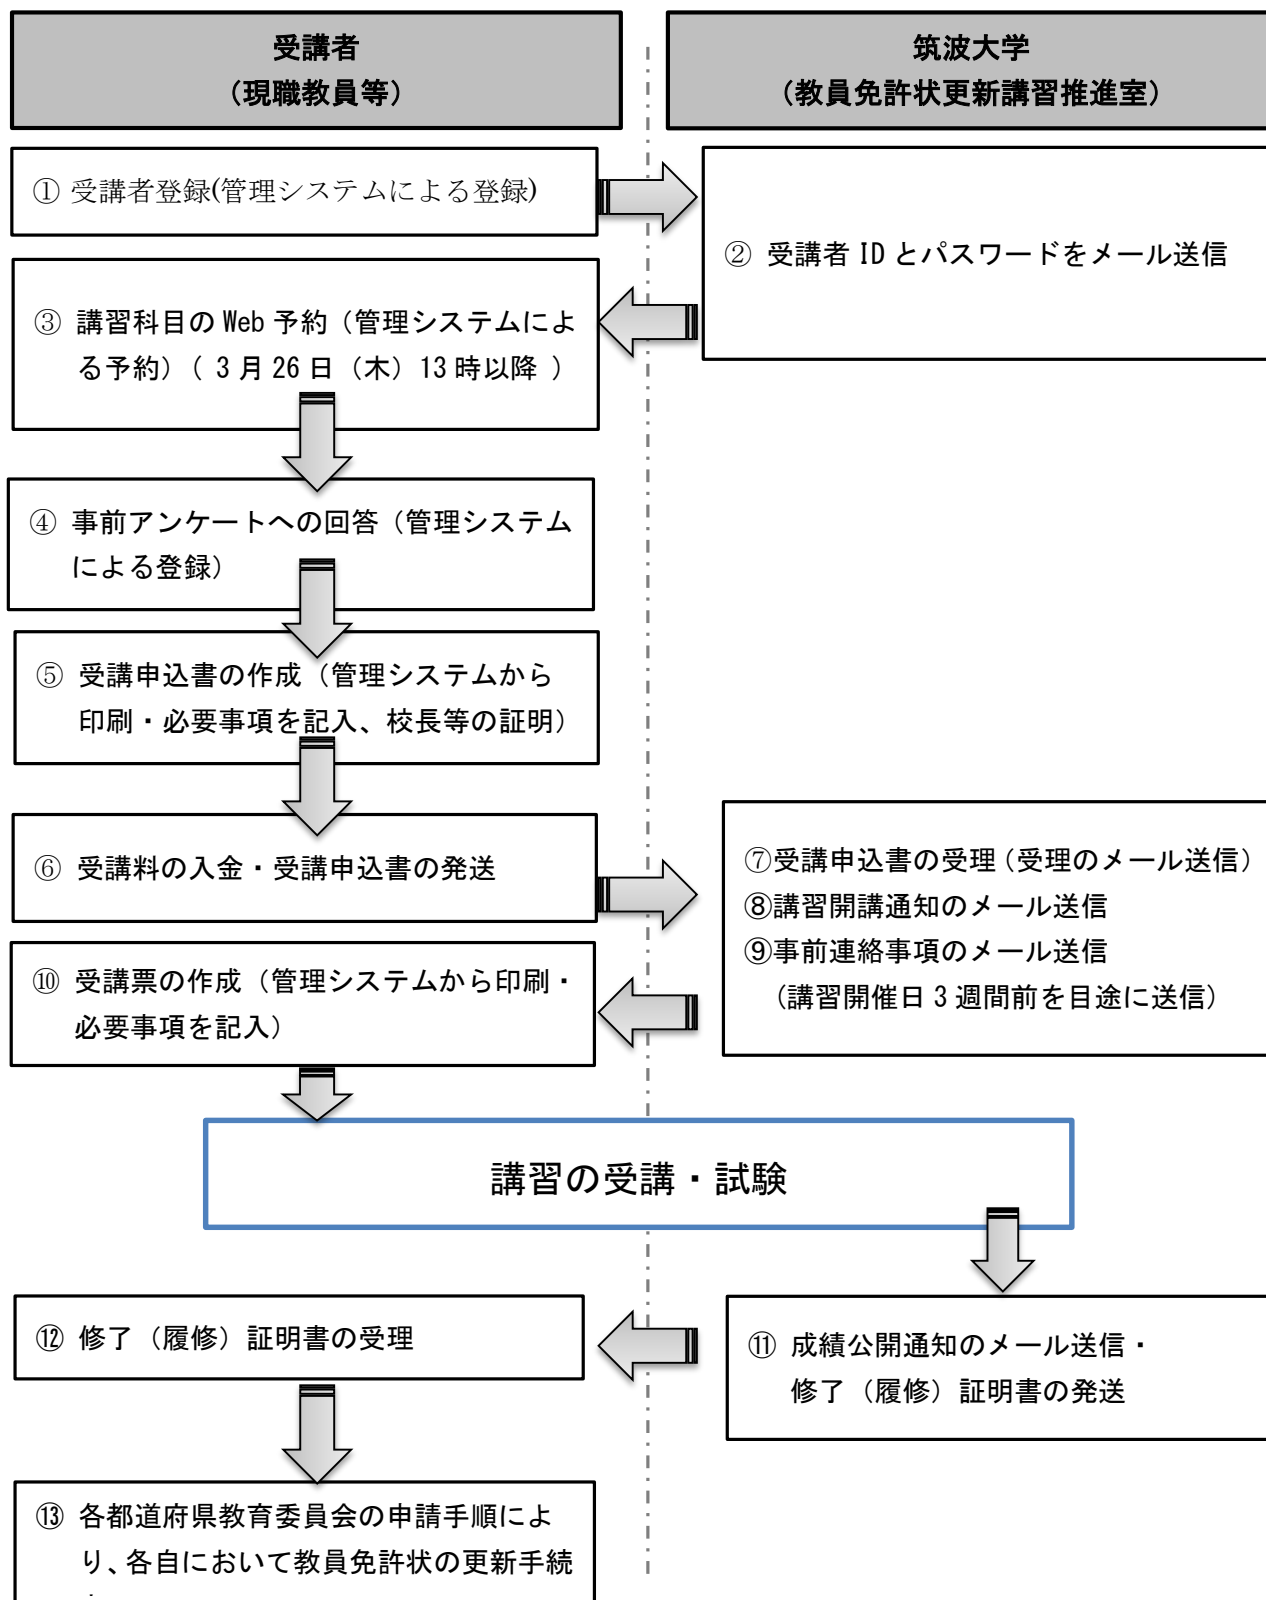 受講者
（現職教員等）
筑波大学
（教員免許状更新講習推進室）
① 受講者登録(管理システムによる登録)
② 受講者 ID とパスワードをメール送信
③ 講習科目の Web 予約（管理システムによ
る予約）（ 3 月 26 日（木）13 時以降 ）
④ 事前アンケートへの回答（管理システム
による登録）
⑤ 受講申込書の作成（管理システムから
印刷・必要事項を記入、校長等の証明）
⑥ 受講料の入金・受講申込書の発送
⑦受講申込書の受理（受理のメール送信）
⑧講習開講通知のメール送信
⑨事前連絡事項のメール送信
（講習開催日 3 週間前を目途に送信）
⑩ 受講票の作成（管理システムから印刷・
必要事項を記入）
講習の受講・試験
⑪ 成績公開通知のメール送信・
修了（履修）証明書の発送
⑫ 修了（履修）証明書の受理
⑬ 各都道府県教育委員会の申請手順によ
り、各自において教員免許状の更新手続